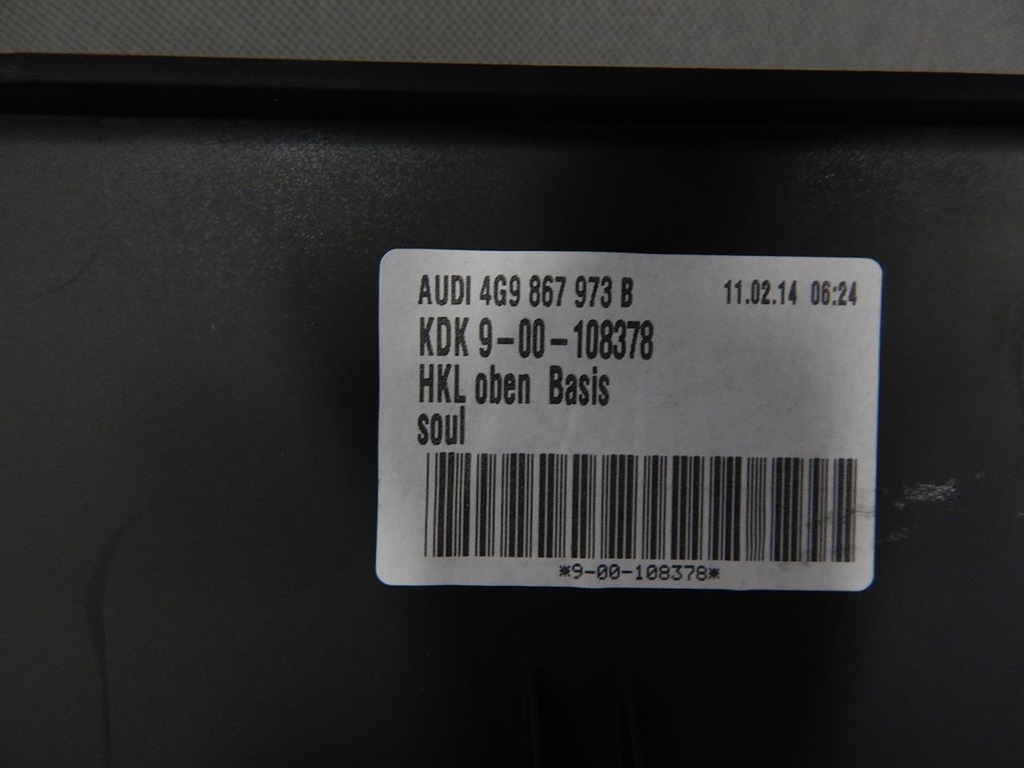 AUDI 4G9 867 973 B 11.02.14 06:24
KDK 9-00-108378
HKL oben Basis
soul
*9-00-108378*